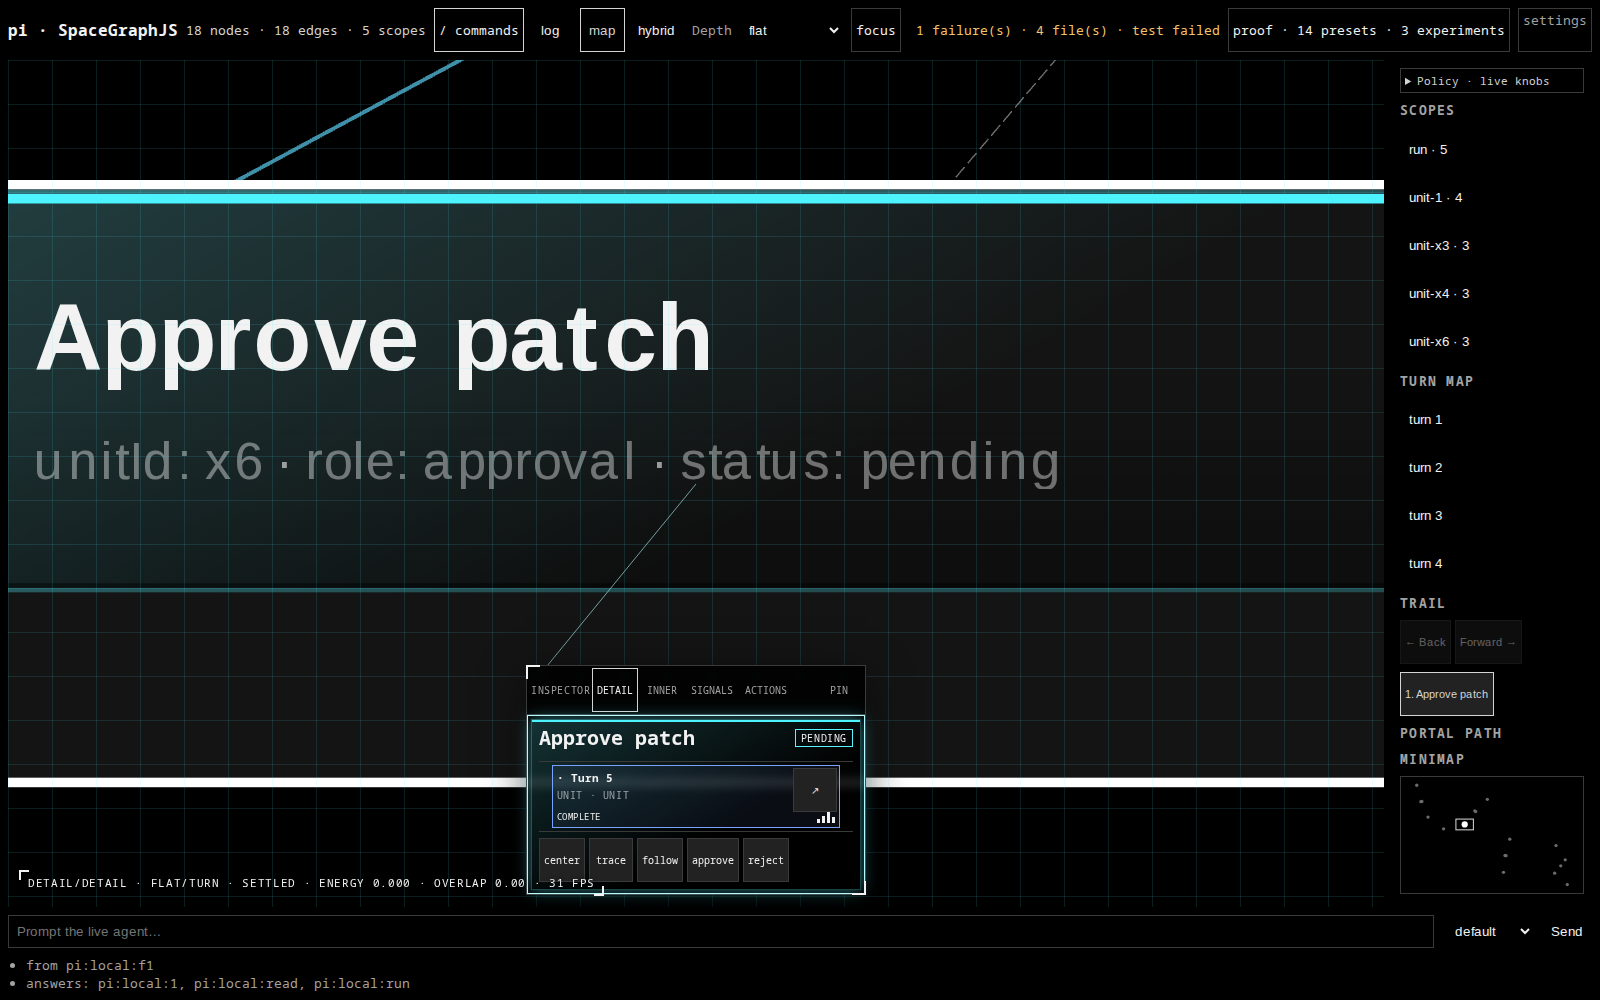 pi · SpaceGraphJS 18 nodes · 18 edges · 5 scopes / commands log map hybrid Depth flat focus 1 failure(s) · 4 file(s) · test failed proof · 14 presets · 3 experiments settings
Approve patch
unitId: x6 · role: approval · status: pending
INSPECTOR DETAIL INNER SIGNALS ACTIONS PIN
Approve patch PENDING
· Turn 5
UNIT · UNIT
↗
COMPLETE
center trace follow approve reject
DETAIL/DETAIL · FLAT/TURN · SETTLED · ENERGY 0.000 · OVERLAP 0.00 · 31 FPS
▶ Policy · live knobs
SCOPES
run · 5
unit-1 · 4
unit-x3 · 3
unit-x4 · 3
unit-x6 · 3
TURN MAP
turn 1
turn 2
turn 3
turn 4
TRAIL
← Back Forward →
1. Approve patch
PORTAL PATH
MINIMAP
Prompt the live agent… default Send
• from pi:local:f1
• answers: pi:local:1, pi:local:read, pi:local:run